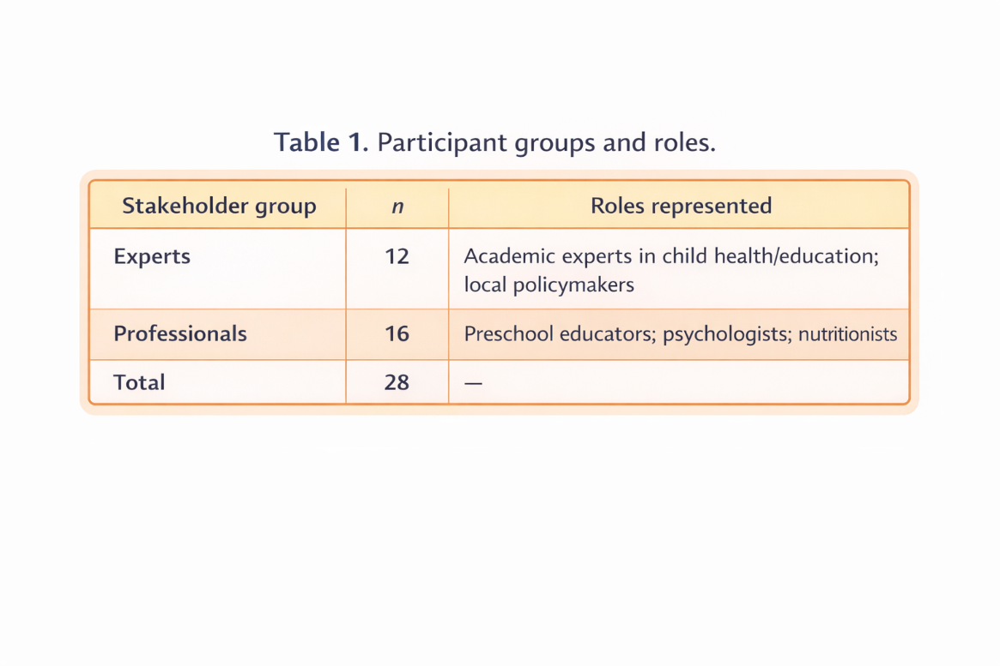 Table 1. Participant groups and roles.
Stakeholder group n Roles represented
Experts 12 Academic experts in child health/education;
local policymakers
Professionals 16 Preschool educators; psychologists; nutritionists
Total 28 —